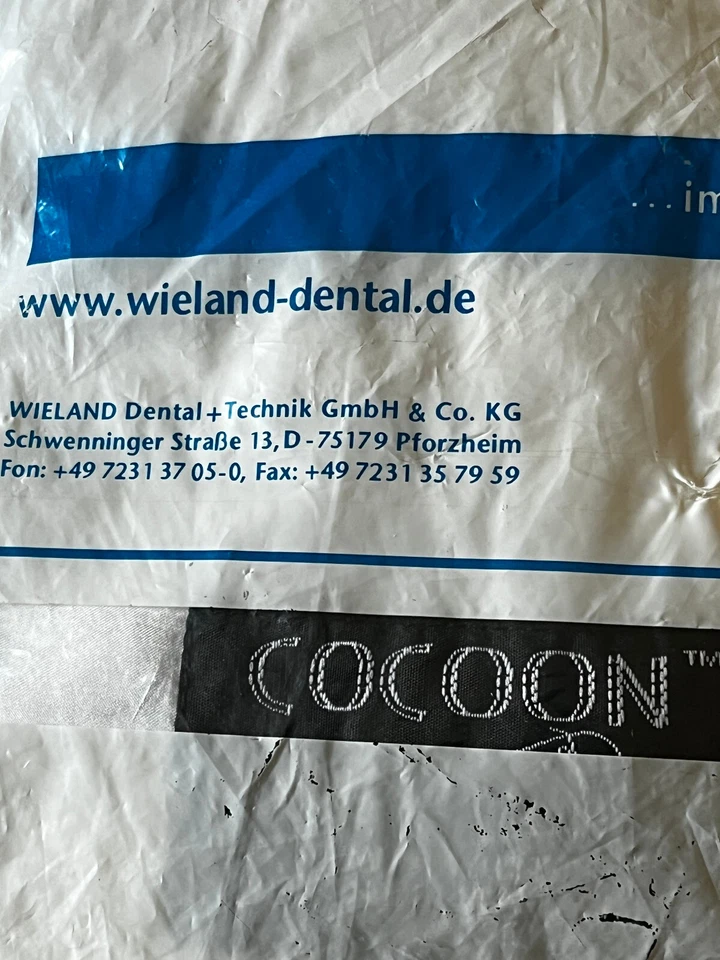 ...im
www.wieland-dental.de
WIELAND Dental+Technik GmbH & Co. KG
Schwenninger Straße 13, D-75179 Pforzheim
Fon: +49 7231 37 05-0, Fax: +49 7231 35 79 59
COCOON™